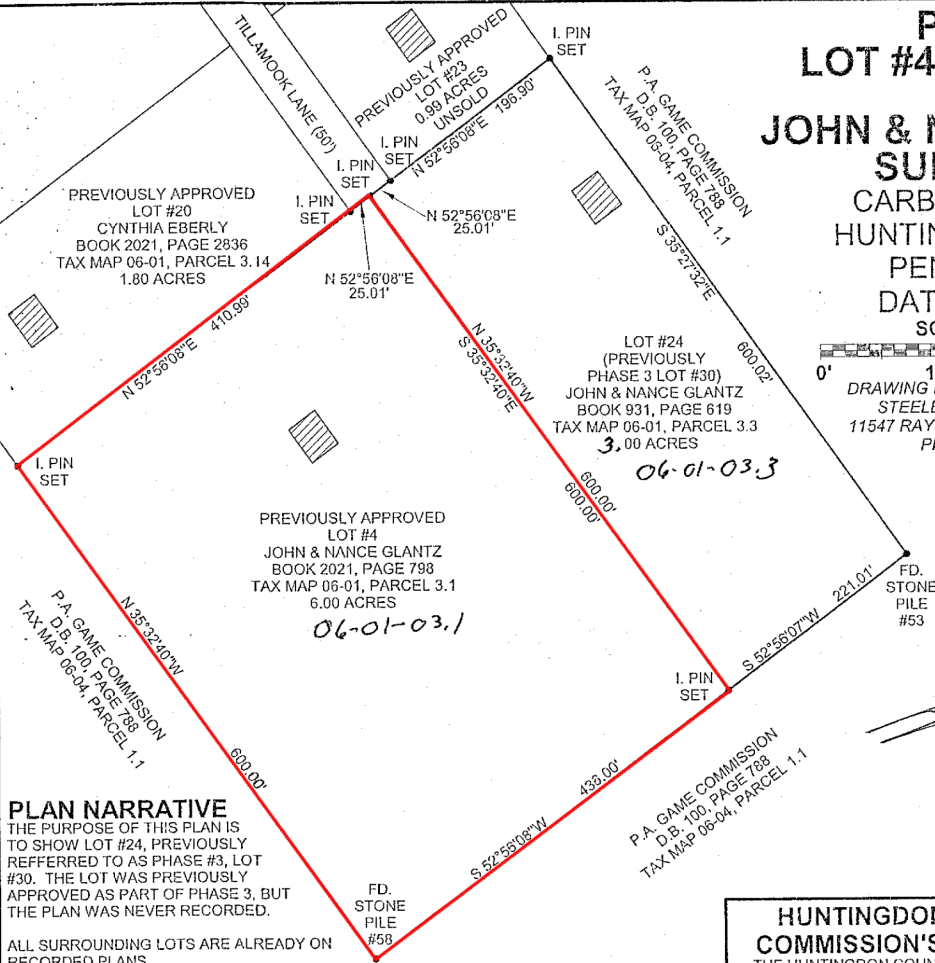 TILLAMOOK LANE (50')
PREVIOUSLY APPROVED
LOT #23
0.99 ACRES
UNSOLD
I. PIN
SET
N 52°56'08"E 196.90'
P.A. GAME COMMISSION
D.B. 100, PAGE 788
TAX MAP 06-04, PARCEL 1.1
S 35°27'32"E
600.02'
LOT #4
JOHN & N
SU
CARB
HUNTIN
PEN
DAT
0'
1
DRAWING
STEELE
11547 RAY
I. PIN
SET
I. PIN
SET
I. PIN
SET
N 52°56'08"E
25.01'
N 52°56'08"E
25.01'
PREVIOUSLY APPROVED
LOT #20
CYNTHIA EBERLY
BOOK 2021, PAGE 2836
TAX MAP 06-01, PARCEL 3.14
1.80 ACRES
N 52°56'08"E 410.99'
N 35°32'40"W
S 35°32'40"E
600.00'
600.00'
LOT #24
(PREVIOUSLY
PHASE 3 LOT #30)
JOHN & NANCE GLANTZ
BOOK 931, PAGE 619
TAX MAP 06-01, PARCEL 3.3
3.00 ACRES
06-01-03.3
I. PIN
SET
PREVIOUSLY APPROVED
LOT #4
JOHN & NANCE GLANTZ
BOOK 2021, PAGE 798
TAX MAP 06-01, PARCEL 3.1
6.00 ACRES
06-01-03.1
FD.
STONE
PILE
#53
S 52°56'07"W 221.01'
I. PIN
SET
P.A. GAME COMMISSION
D.B. 100, PAGE 788
TAX MAP 06-04, PARCEL 1.1
N 35°32'40"W
600.00'
S 52°56'08"W
P.A. GAME COMMISSION
D.B. 100, PAGE 788
TAX MAP 06-04, PARCEL 1.1
PLAN NARRATIVE
THE PURPOSE OF THIS PLAN IS
TO SHOW LOT #24, PREVIOUSLY
REFFERRED TO AS PHASE #3, LOT
#30. THE LOT WAS PREVIOUSLY
APPROVED AS PART OF PHASE 3, BUT
THE PLAN WAS NEVER RECORDED.
ALL SURROUNDING LOTS ARE ALREADY ON
RECORDED PLANS
FD.
STONE
PILE
#58
HUNTINGDON
COMMISSION'S